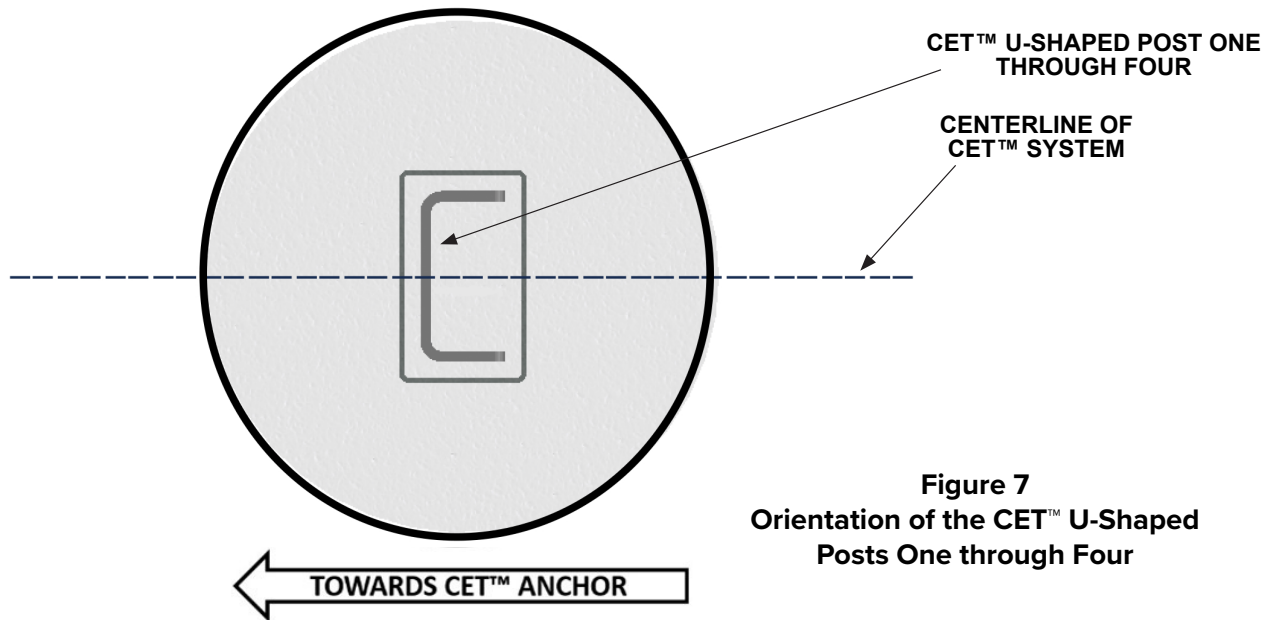 CET™ U-SHAPED POST ONE
THROUGH FOUR
CENTERLINE OF
CET™ SYSTEM
Figure 7
Orientation of the CET™ U-Shaped
Posts One through Four
TOWARDS CET™ ANCHOR